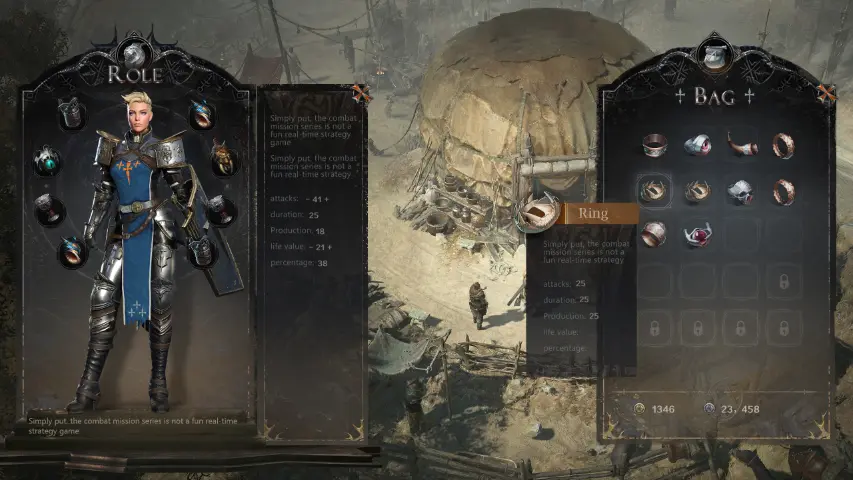 ROLE
Simply put, the combat
mission series is not a
fun real-time strategy
game
Simply put, the combat
mission series is not a
fun real-time strategy
attacks: - 41 +
duration: 25
Production: 18
life value: - 21 +
percentage: 38
Simply put, the combat mission series is not a fun real-time
strategy game
Ring
Simply put, the combat
mission series is not a
fun real-time strategy
attacks: 25
duration: 25
Production: 25
life value:
percentage:
BAG
1346
23, 458